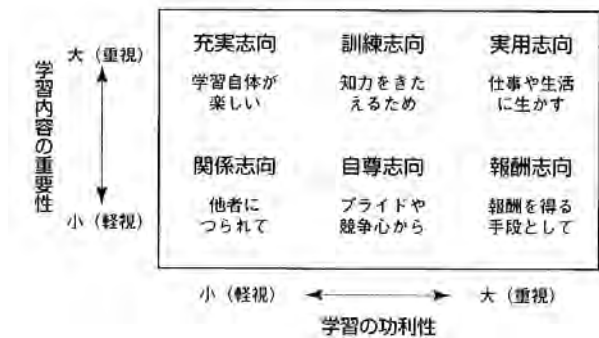 大（重視）
学習内容の重要性
小（軽視）
充実志向
学習自体が
楽しい
訓練志向
知力をきた
えるため
実用志向
仕事や生活
に生かす
関係志向
他者に
つられて
自尊志向
プライドや
競争心から
報酬志向
報酬を得る
手段として
小（軽視）
大（重視）
学習の功利性